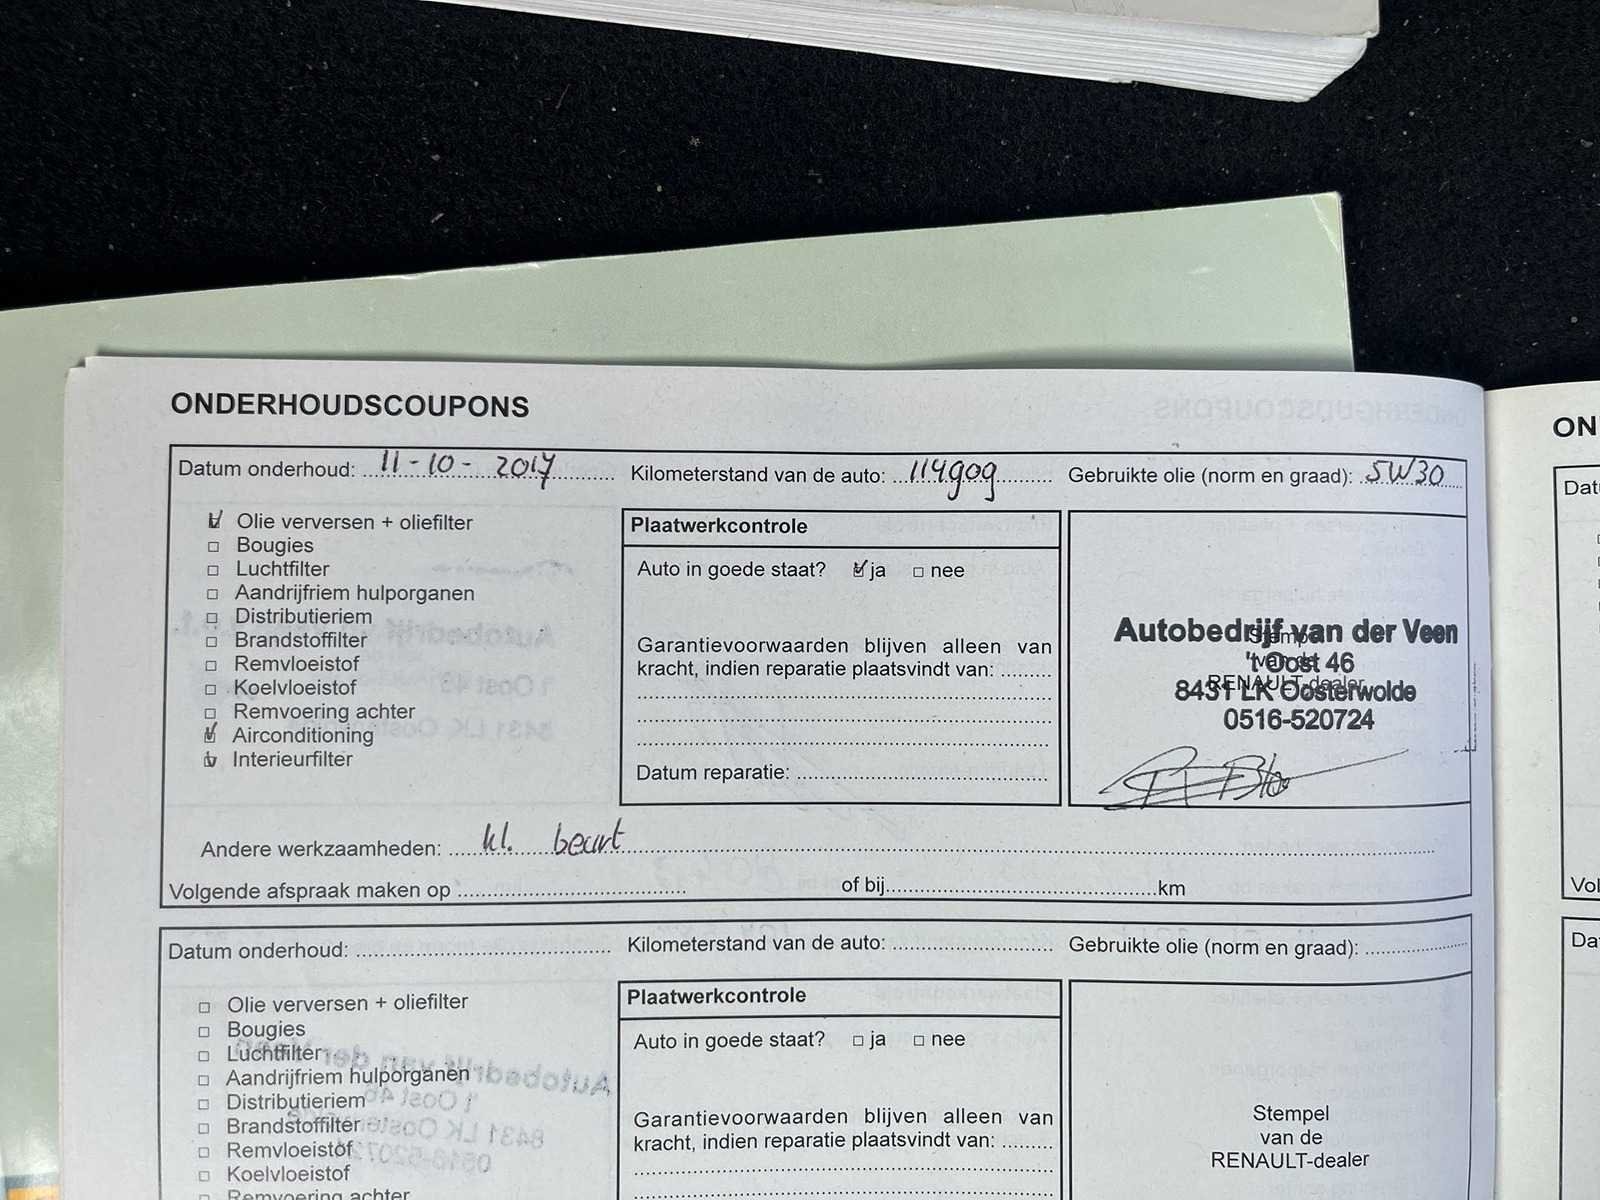 ONDERHOUDSCOUPONS
Datum onderhoud: 11-10-2017 Kilometerstand van de auto: 114909 Gebruikte olie (norm en graad): 5W30
Olie verversen + oliefilter
Bougies
Luchtfilter
Aandrijfriem hulporganen
Distributieriem
Brandstoffilter
Remvloeistof
Koelvloeistof
Remvoering achter
Airconditioning
Interieurfilter
Plaatwerkcontrole
Auto in goede staat? ja nee
Garantievoorwaarden blijven alleen van
kracht, indien reparatie plaatsvindt van:
Datum reparatie:
Stempel
van de
RENAULT-dealer
Autobedrijf van der Veen
't Oost 46
8431 LK Oosterwolde
0516-520724
Andere werkzaamheden: kl. beurt
Volgende afspraak maken op of bij km
Datum onderhoud: Kilometerstand van de auto: Gebruikte olie (norm en graad):
Olie verversen + oliefilter
Bougies
Luchtfilter
Aandrijfriem hulporganen
Distributieriem
Brandstoffilter
Remvloeistof
Koelvloeistof
Remvoering achter
Plaatwerkcontrole
Auto in goede staat? ja nee
Garantievoorwaarden blijven alleen van
kracht, indien reparatie plaatsvindt van:
Stempel
van de
RENAULT-dealer
ON
Dat
Vol
Da